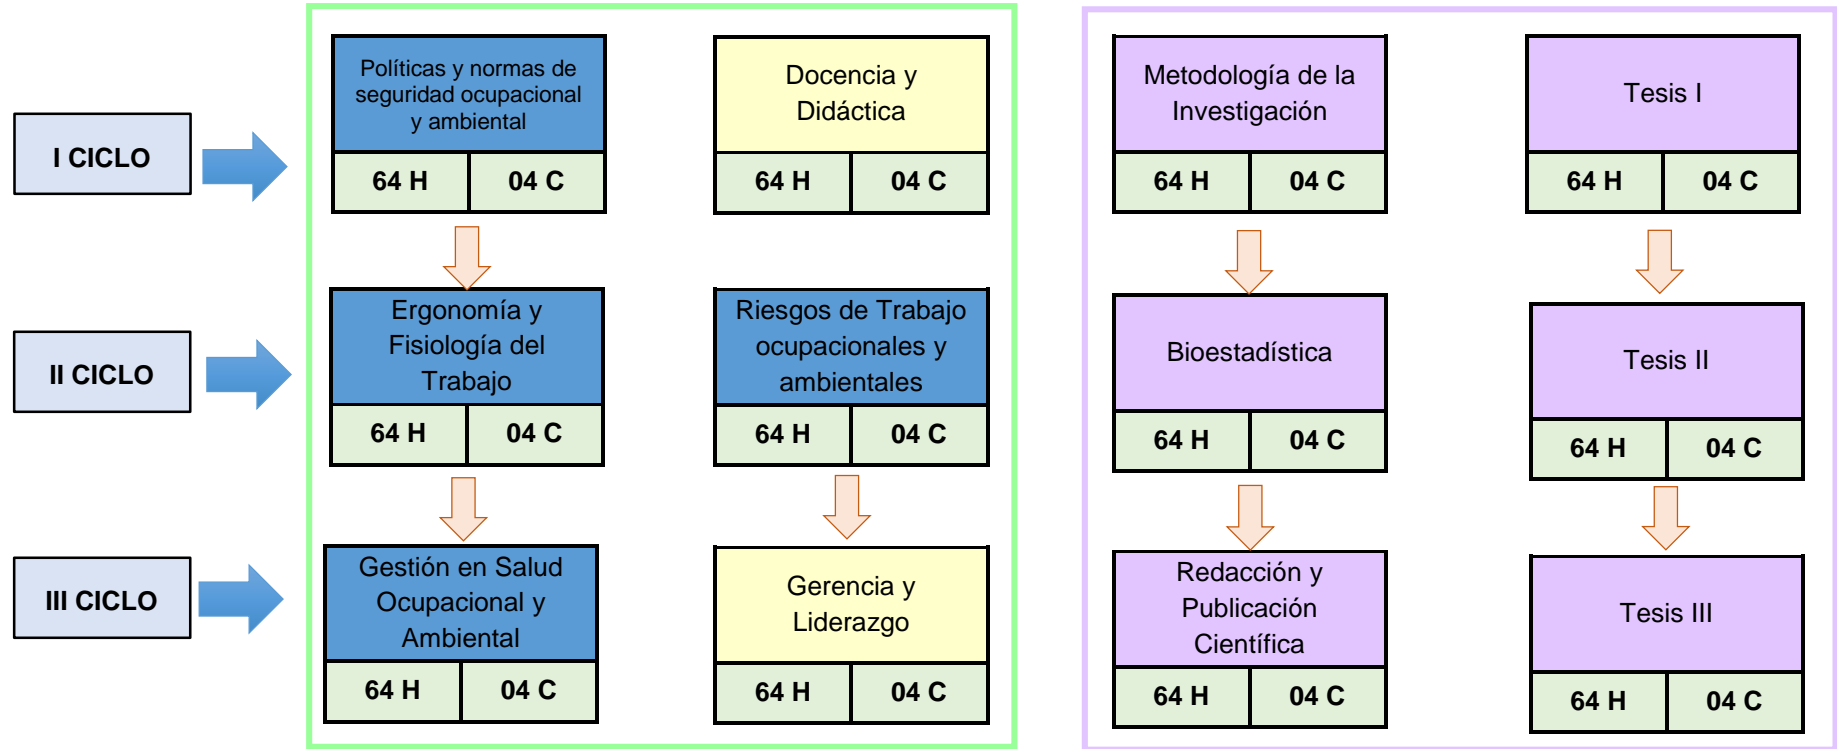 I CICLO
Políticas y normas de
seguridad ocupacional
y ambiental
64 H
04 C
Docencia y
Didáctica
64 H
04 C
Metodología de la
Investigación
64 H
04 C
Tesis I
64 H
04 C
II CICLO
Ergonomía y
Fisiología del
Trabajo
64 H
04 C
Riesgos de Trabajo
ocupacionales y
ambientales
64 H
04 C
Bioestadística
64 H
04 C
Tesis II
64 H
04 C
III CICLO
Gestión en Salud
Ocupacional y
Ambiental
64 H
04 C
Gerencia y
Liderazgo
64 H
04 C
Redacción y
Publicación
Científica
64 H
04 C
Tesis III
64 H
04 C